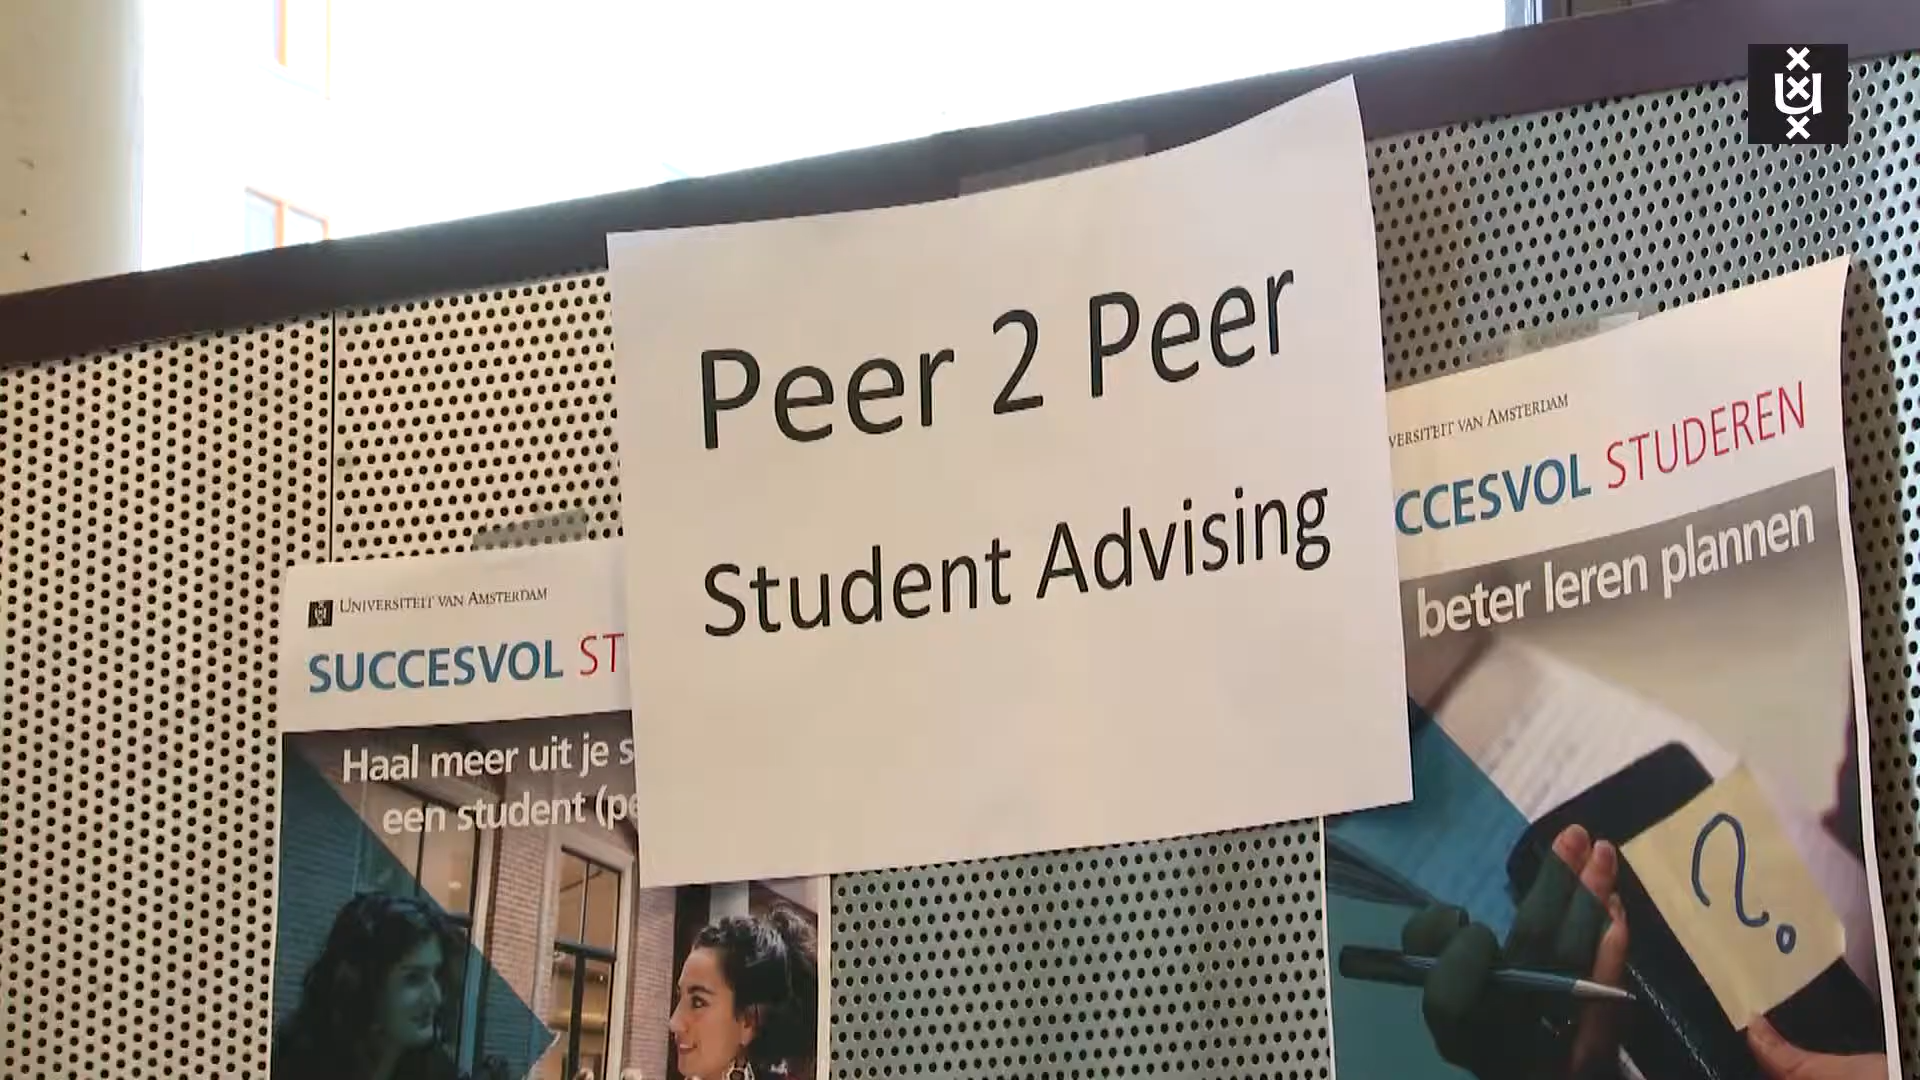 Peer 2 Peer
Student Advising
UNIVERSITEIT VAN AMSTERDAM
SUCCESVOL ST
Haal meer uit je s
een student (pe
VERSITEIT VAN AMSTERDAM
CCESVOL STUDEREN
beter leren plannen
?